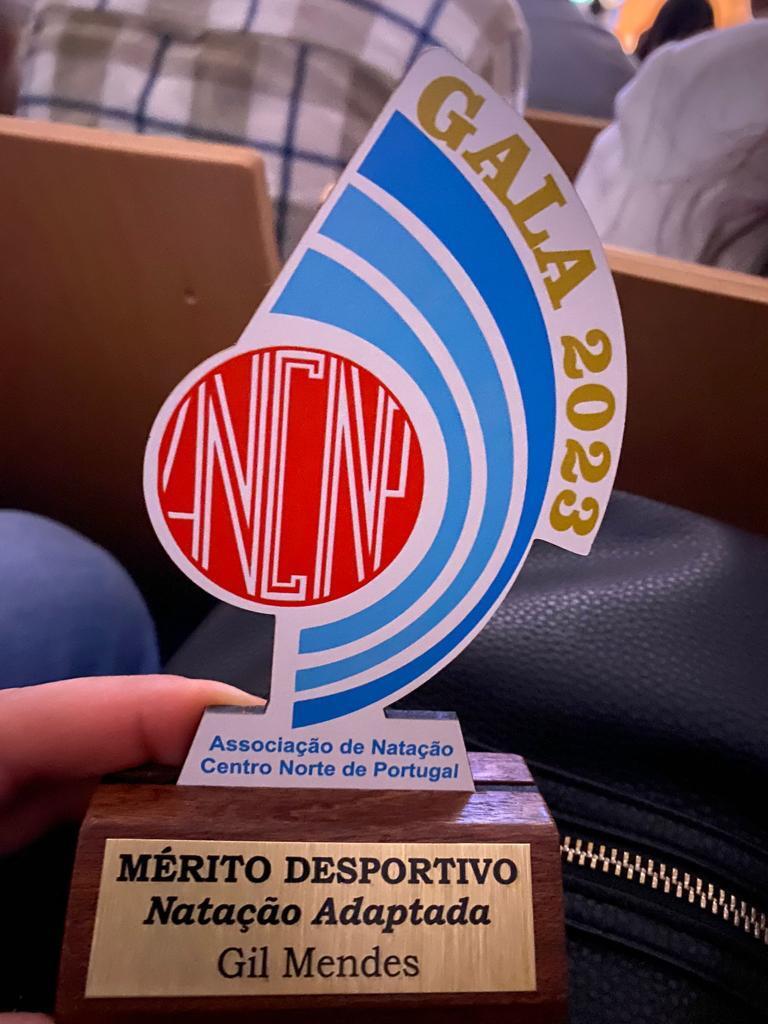 GALA 2023
ANCNP
Associação de Natação
Centro Norte de Portugal
MÉRITO DESPORTIVO
Natação Adaptada
Gil Mendes